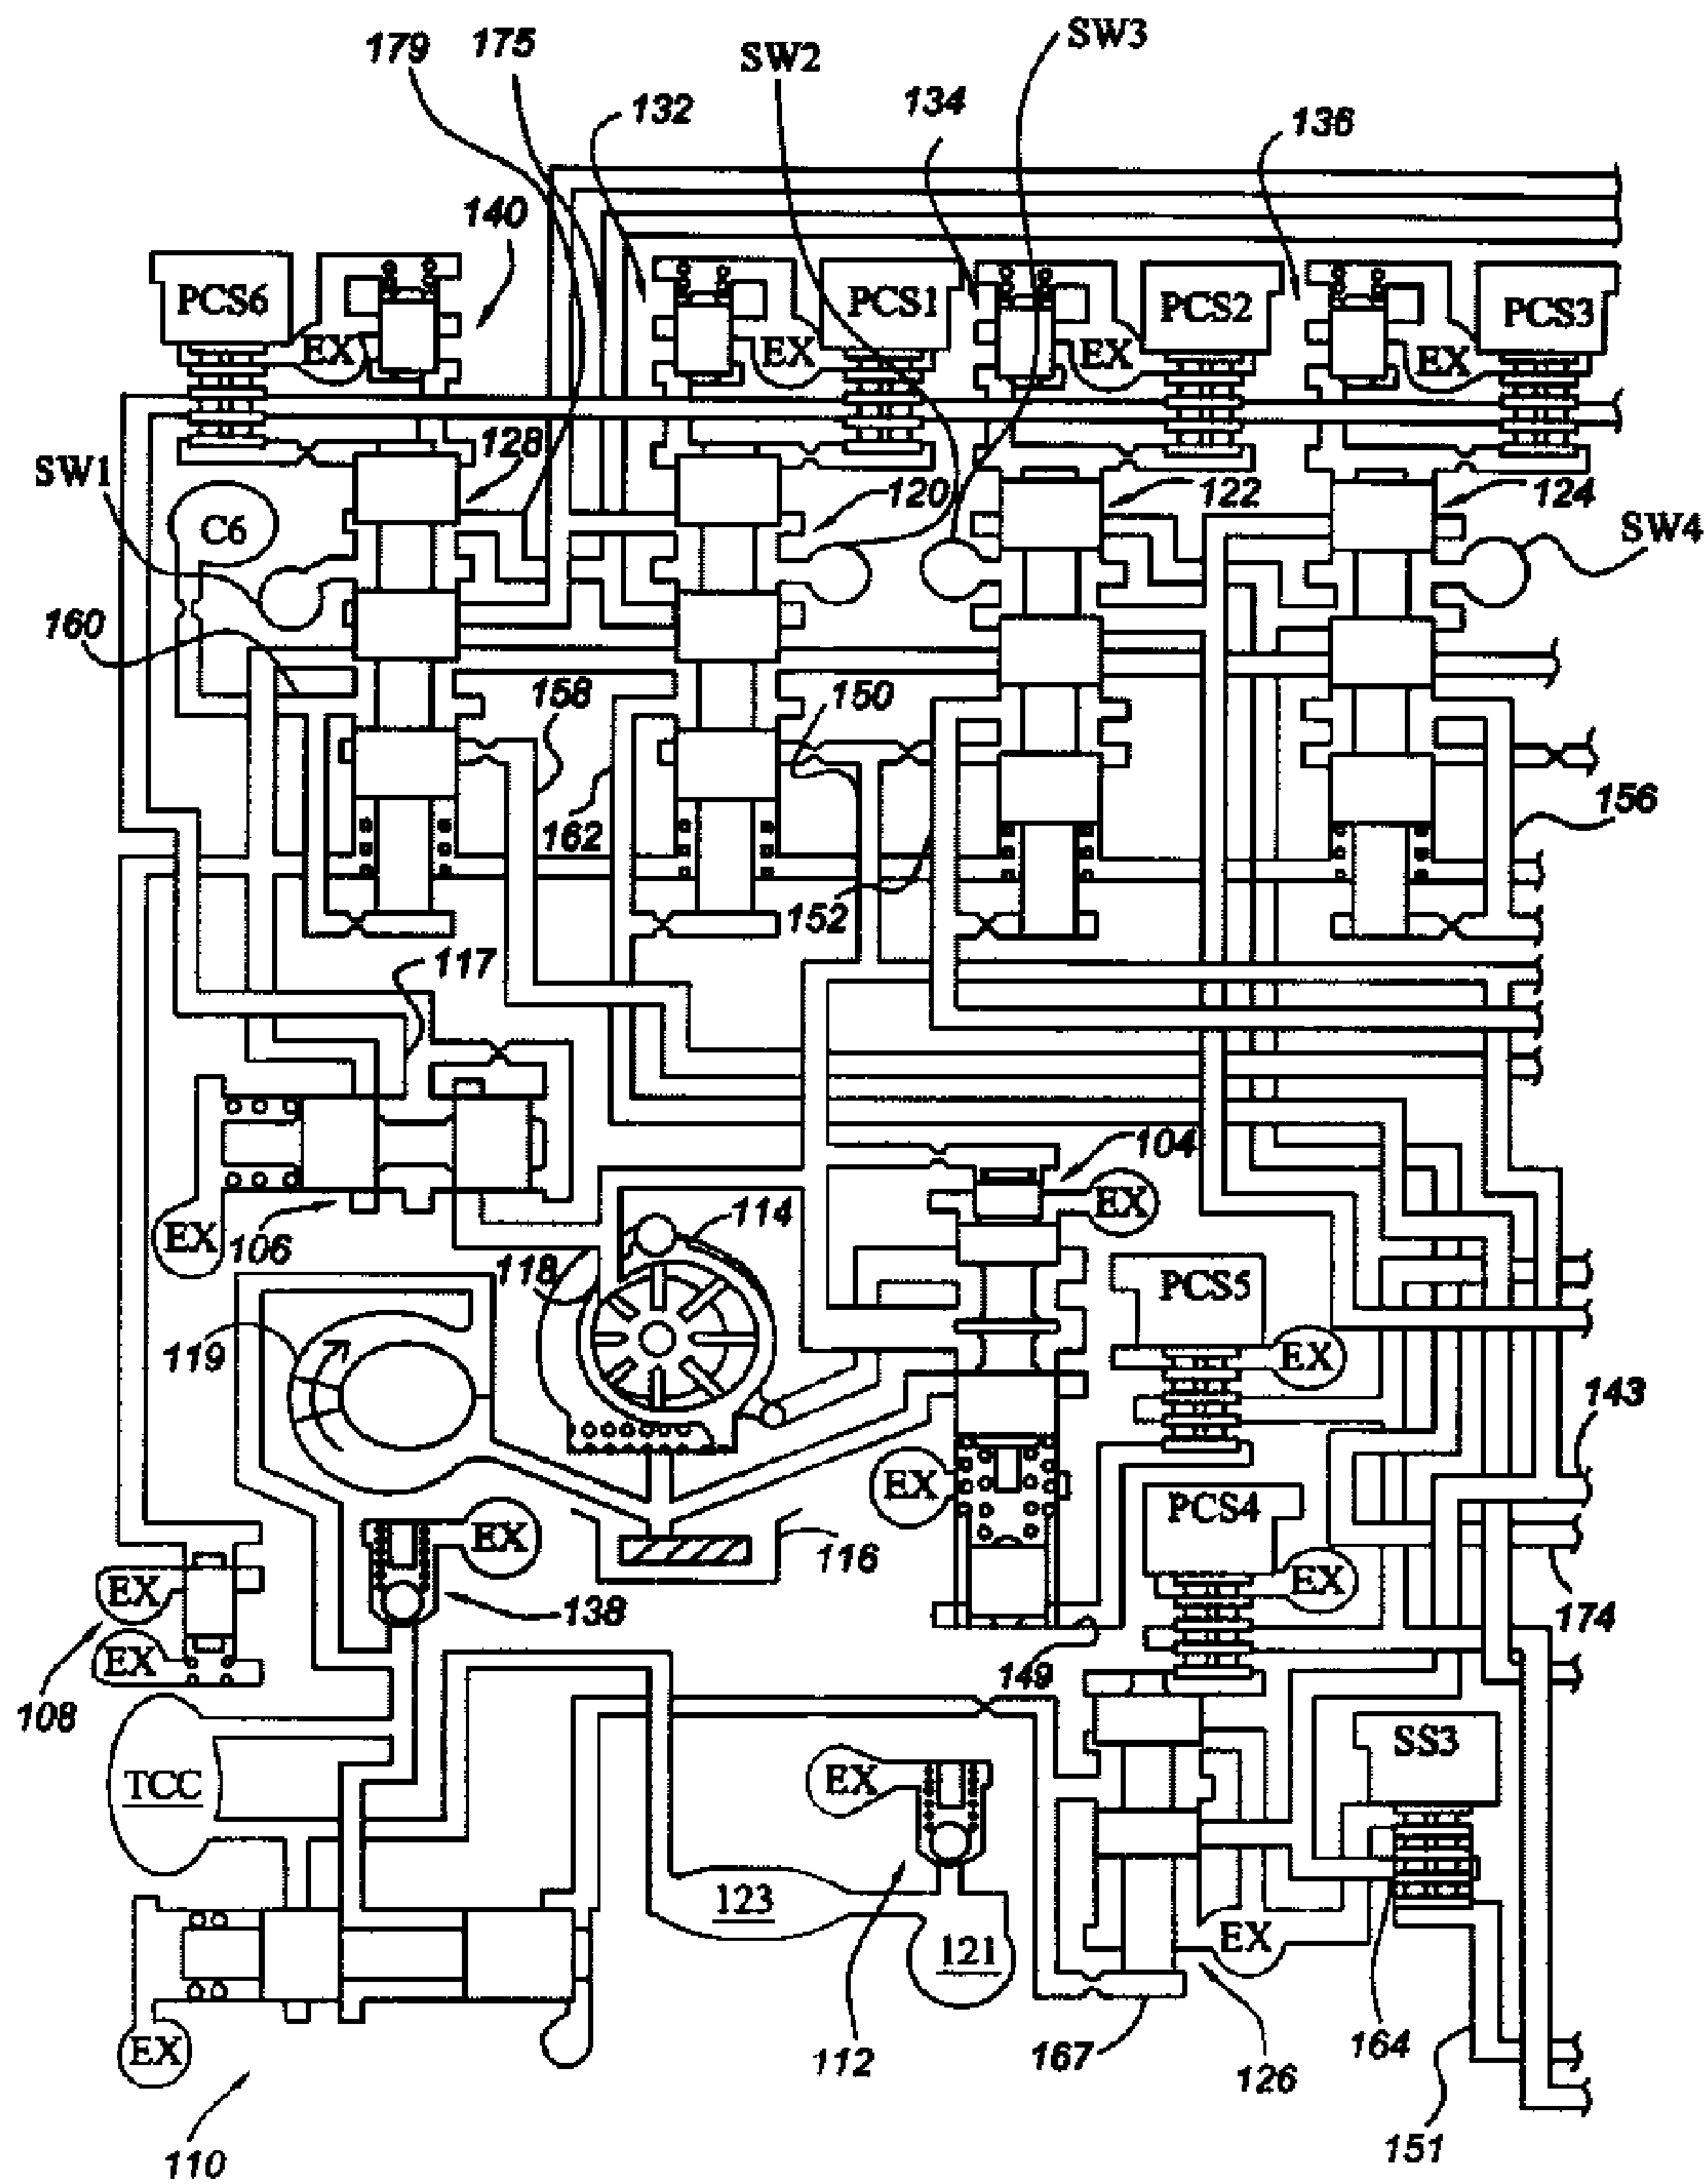 179 175 SW2 SW3
132 134 136
140
PCS6 PCS1 PCS2 PCS3
EX EX EX EX
SW1 128 120 122 124
C6 SW4
160
158 150
162 152 156
117
104
EX
EX 106 114
118 PCS5
119 EX
143
EX PCS4
EX 116 EX
EX 138 174
EX 149
108
TCC SS3
EX
123
121 EX
EX 112 167 126 164
110 151